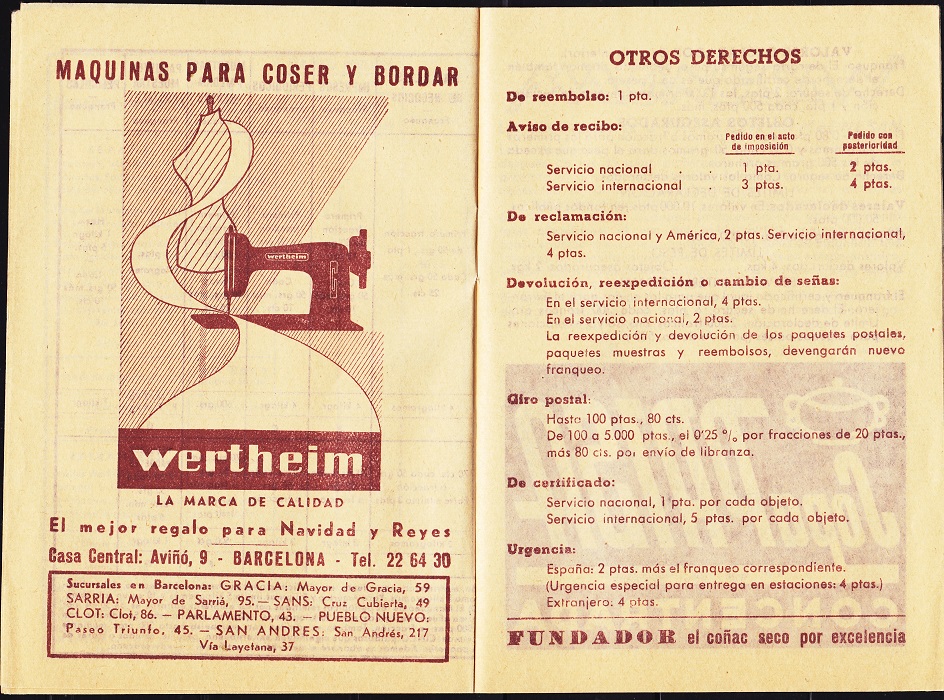 MAQUINAS PARA COSER Y BORDAR
wertheim
wertheim
LA MARCA DE CALIDAD
El mejor regalo para Navidad y Reyes
Casa Central: Aviñó, 9 - BARCELONA - Tel. 22 64 30
Sucursales en Barcelona: GRACIA: Mayor de Gracia, 59
SARRIA: Mayor de Sarriá, 95. — SANS: Cruz Cubierta, 49
CLOT: Clot, 86. — PARLAMENTO, 43. — PUEBLO NUEVO:
Paseo Triunfo, 45. — SAN ANDRES: San Andrés, 217
Vía Layetana, 37
OTROS DERECHOS
De reembolso: 1 pta.
Aviso de recibo:
Pedido en el acto de imposición
Pedido con posterioridad
Servicio nacional . 1 pta. 2 ptas.
Servicio internacional . 3 ptas. 4 ptas.
De reclamación:
Servicio nacional y América, 2 ptas. Servicio internacional,
4 ptas.
Devolución, reexpedición o cambio de señas:
En el servicio internacional, 4 ptas.
En el servicio nacional, 2 ptas.
La reexpedición y devolución de los paquetes postales,
paquetes muestras y reembolsos, devengarán nuevo
franqueo.
Giro postal:
Hasta 100 ptas., 80 cts.
De 100 a 5.000 ptas., el 0'25 % por fracciones de 20 ptas.,
más 80 cts. por envío de libranza.
De certificado:
Servicio nacional, 1 pta. por cada objeto.
Servicio internacional, 5 ptas. por cada objeto.
Urgencia:
España: 2 ptas. más el franqueo correspondiente.
(Urgencia especial para entrega en estaciones: 4 ptas.)
Extranjero: 4 ptas.
FUNDADOR el coñac seco por excelencia